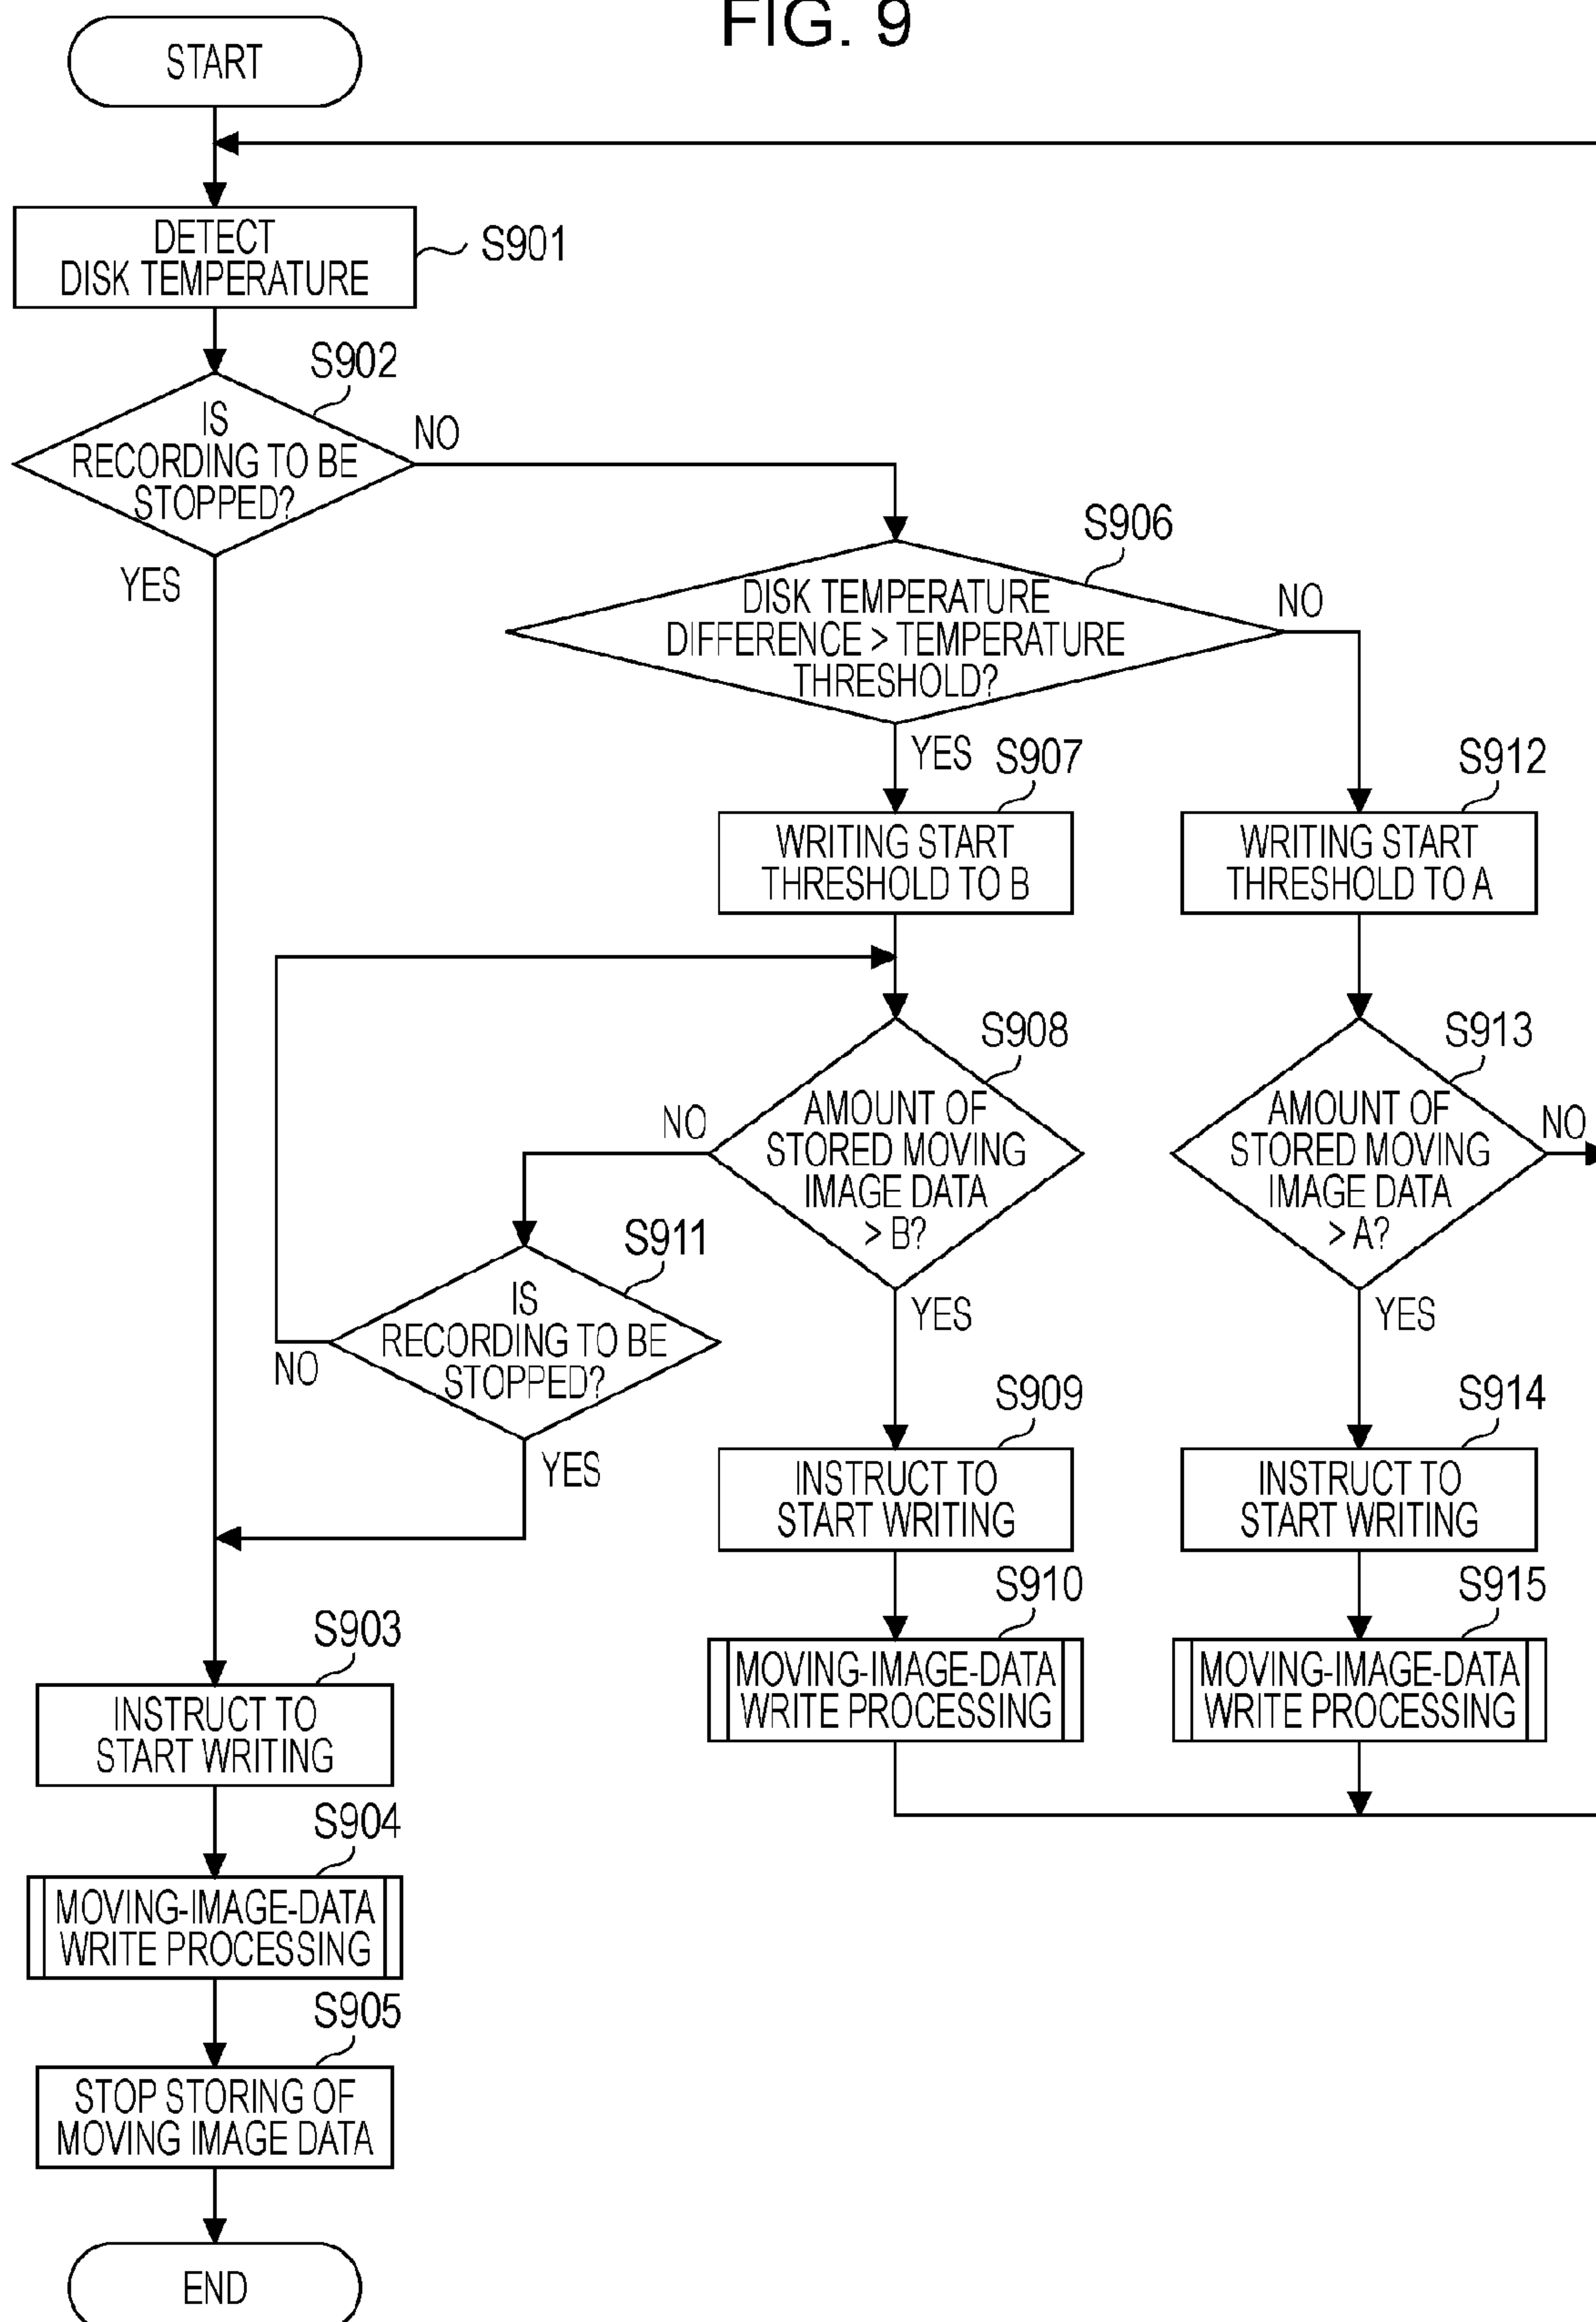 FIG. 9
START
DETECT
DISK TEMPERATURE
S901
S902
IS
RECORDING TO BE
STOPPED?
NO
YES
S906
DISK TEMPERATURE
DIFFERENCE > TEMPERATURE
THRESHOLD?
NO
YES
S907
WRITING START
THRESHOLD TO B
S912
WRITING START
THRESHOLD TO A
S908
AMOUNT OF
STORED MOVING
IMAGE DATA
> B?
NO
YES
S913
AMOUNT OF
STORED MOVING
IMAGE DATA
> A?
NO
YES
S911
IS
RECORDING TO BE
STOPPED?
NO
YES
S909
INSTRUCT TO
START WRITING
S914
INSTRUCT TO
START WRITING
S910
MOVING-IMAGE-DATA
WRITE PROCESSING
S915
MOVING-IMAGE-DATA
WRITE PROCESSING
S903
INSTRUCT TO
START WRITING
S904
MOVING-IMAGE-DATA
WRITE PROCESSING
S905
STOP STORING OF
MOVING IMAGE DATA
END